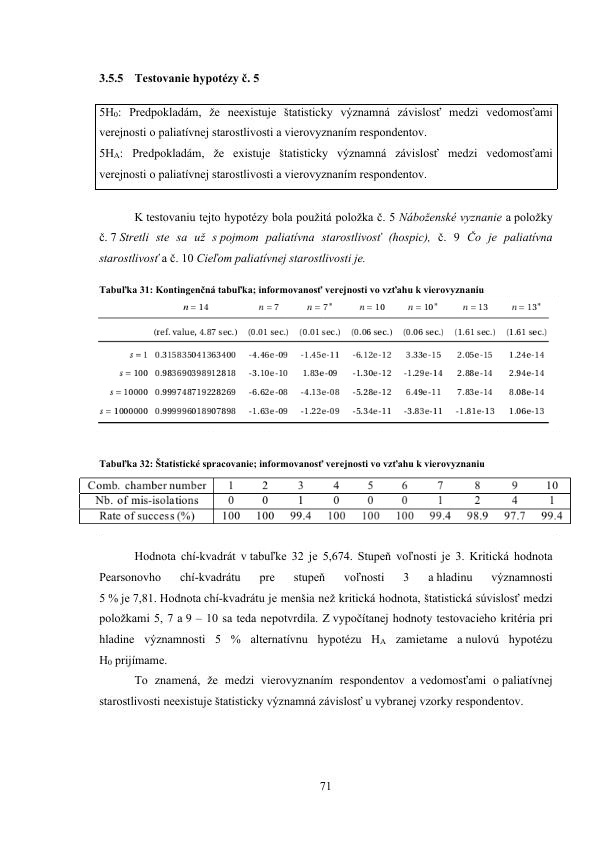 3.5.5 Testovanie hypotézy č. 5
5H0: Predpokladám, že neexistuje štatisticky významná závislosť medzi vedomosťami
verejnosti o paliatívnej starostlivosti a vierovyznaním respondentov.
5HA: Predpokladám, že existuje štatisticky významná závislosť medzi vedomosťami
verejnosti o paliatívnej starostlivosti a vierovyznaním respondentov.
K testovaniu tejto hypotézy bola použitá položka č. 5 Náboženské vyznanie a položky
č. 7 Stretli ste sa už s pojmom paliatívna starostlivosť (hospic), č. 9 Čo je paliatívna
starostlivosť a č. 10 Cieľom paliatívnej starostlivosti je.
Tabuľka 31: Kontingenčná tabuľka; informovanosť verejnosti vo vzťahu k vierovyznaniu
n = 14 n = 7 n = 7* n = 10 n = 10* n = 13 n = 13*
(ref. value, 4.87 sec.) (0.01 sec.) (0.01 sec.) (0.06 sec.) (0.06 sec.) (1.61 sec.) (1.61 sec.)
s = 1 0.315835041363400 -4.46e-09 -1.45e-11 -6.12e-12 3.33e-15 2.05e-15 1.24e-14
s = 100 0.983690398912818 -3.10e-10 1.83e-09 -1.30e-12 -1.29e-14 2.88e-14 2.94e-14
s = 10000 0.999748719228269 -6.62e-08 -4.13e-08 -5.28e-12 6.49e-11 7.83e-14 8.08e-14
s = 1000000 0.999996018907898 -1.63e-09 -1.22e-09 -5.34e-11 -3.83e-11 -1.81e-13 1.06e-13
Tabuľka 32: Štatistické spracovanie; informovanosť verejnosti vo vzťahu k vierovyznaniu
Comb. chamber number 1 2 3 4 5 6 7 8 9 10
Nb. of mis-isolations 0 0 1 0 0 0 1 2 4 1
Rate of success (%) 100 100 99.4 100 100 100 99.4 98.9 97.7 99.4
Hodnota chí-kvadrát v tabuľke 32 je 5,674. Stupeň voľnosti je 3. Kritická hodnota
Pearsonovho chí-kvadrátu pre stupeň voľnosti 3 a hladinu významnosti
5 % je 7,81. Hodnota chí-kvadrátu je menšia než kritická hodnota, štatistická súvislosť medzi
položkami 5, 7 a 9 – 10 sa teda nepotvrdila. Z vypočítanej hodnoty testovacieho kritéria pri
hladine významnosti 5 % alternatívnu hypotézu HA zamietame a nulovú hypotézu
H0 prijímame.
To znamená, že medzi vierovyznaním respondentov a vedomosťami o paliatívnej
starostlivosti neexistuje štatisticky významná závislosť u vybranej vzorky respondentov.
71